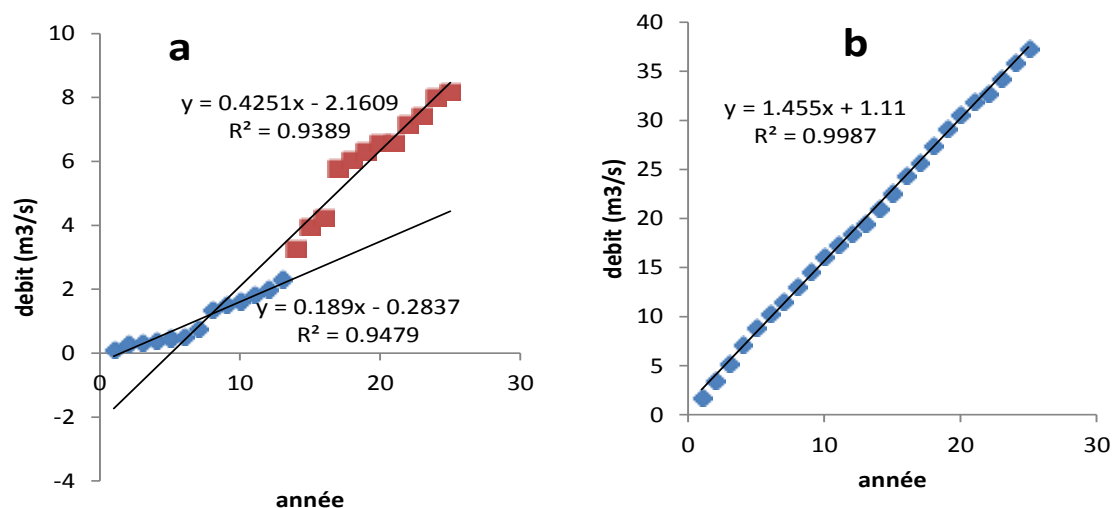 a
10
8
6
4
2
0
-2
-4
0
10
20
30
y = 0.4251x - 2.1609
R² = 0.9389
y = 0.189x - 0.2837
R² = 0.9479
debit (m3/s)
année
b
40
35
30
25
20
15
10
5
0
0
10
20
30
y = 1.455x + 1.11
R² = 0.9987
debit (m3/s)
année